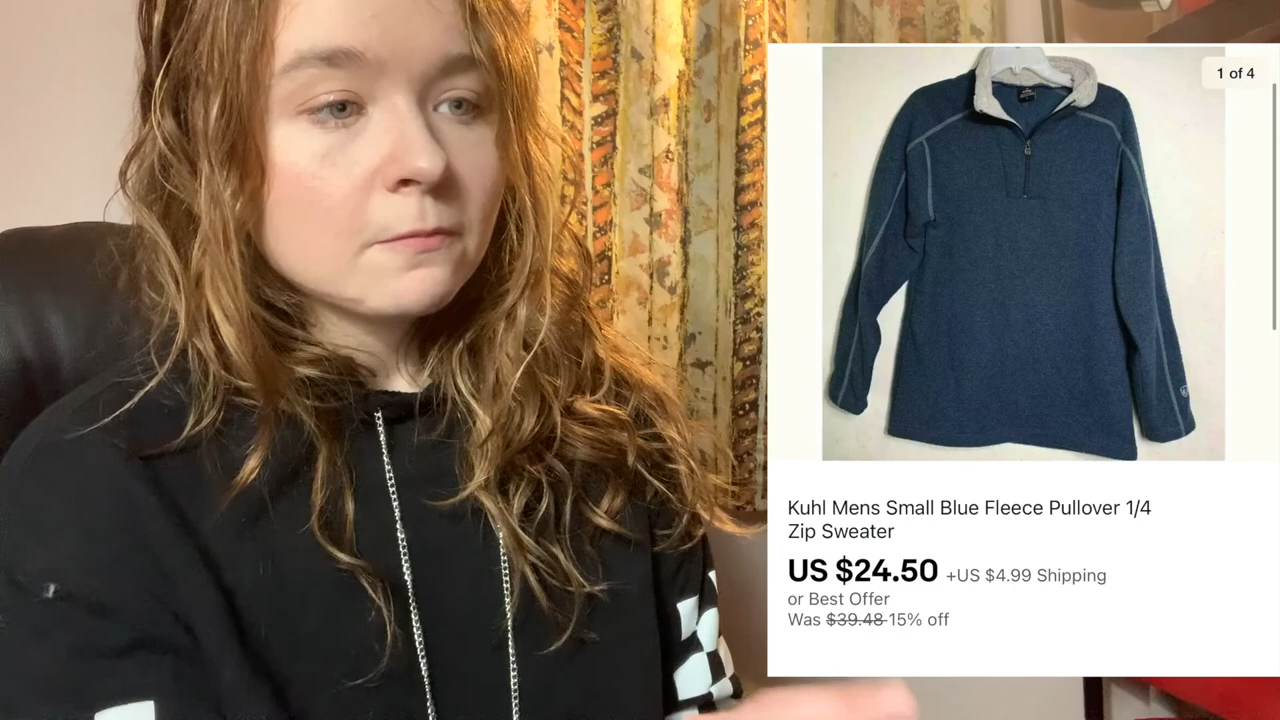 1 of 4
Kuhl Mens Small Blue Fleece Pullover 1/4
Zip Sweater
US $24.50 +US $4.99 Shipping
or Best Offer
Was $39.48 15% off